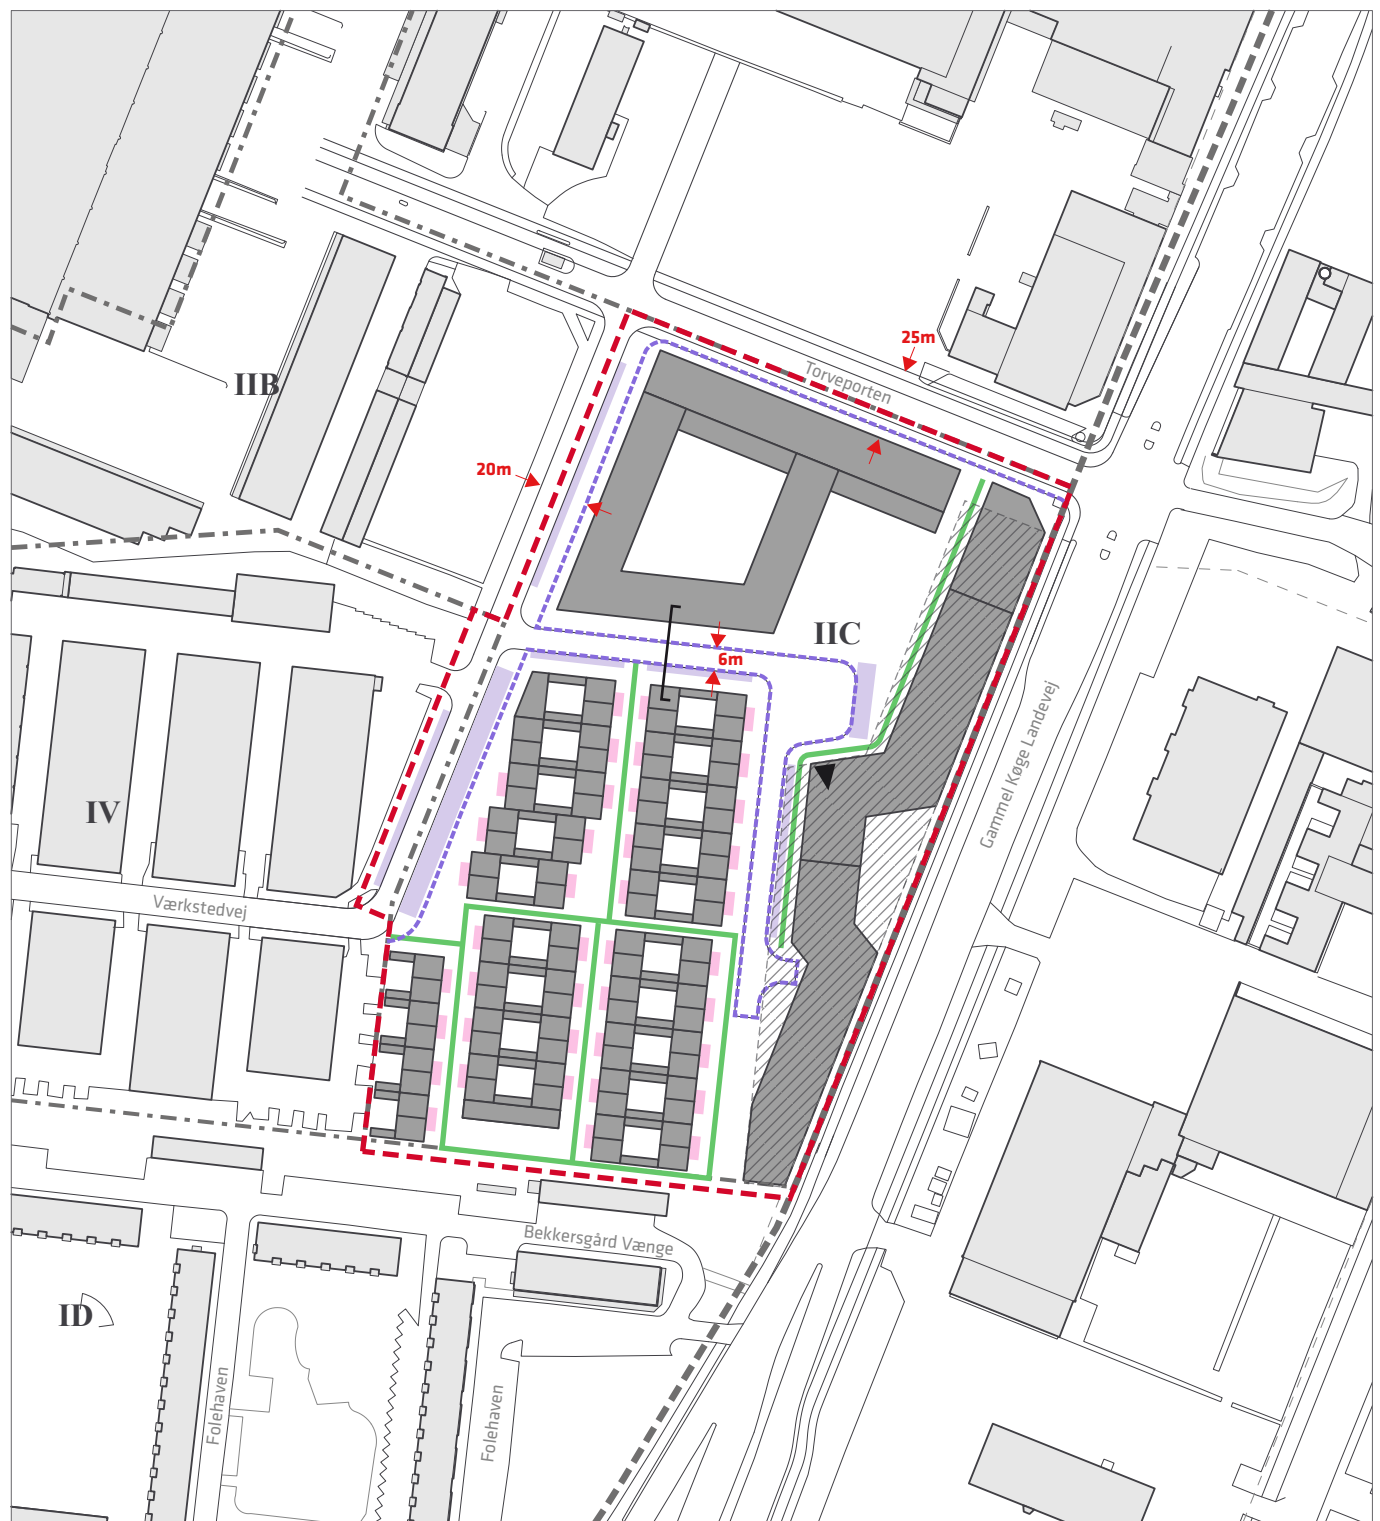 25m
Torveporten
IIB
20m
IIC
6m
Gammel Køge Landevej
IV
Værkstedvej
Bekkersgård Vænge
ID
Folehaven
Folehaven